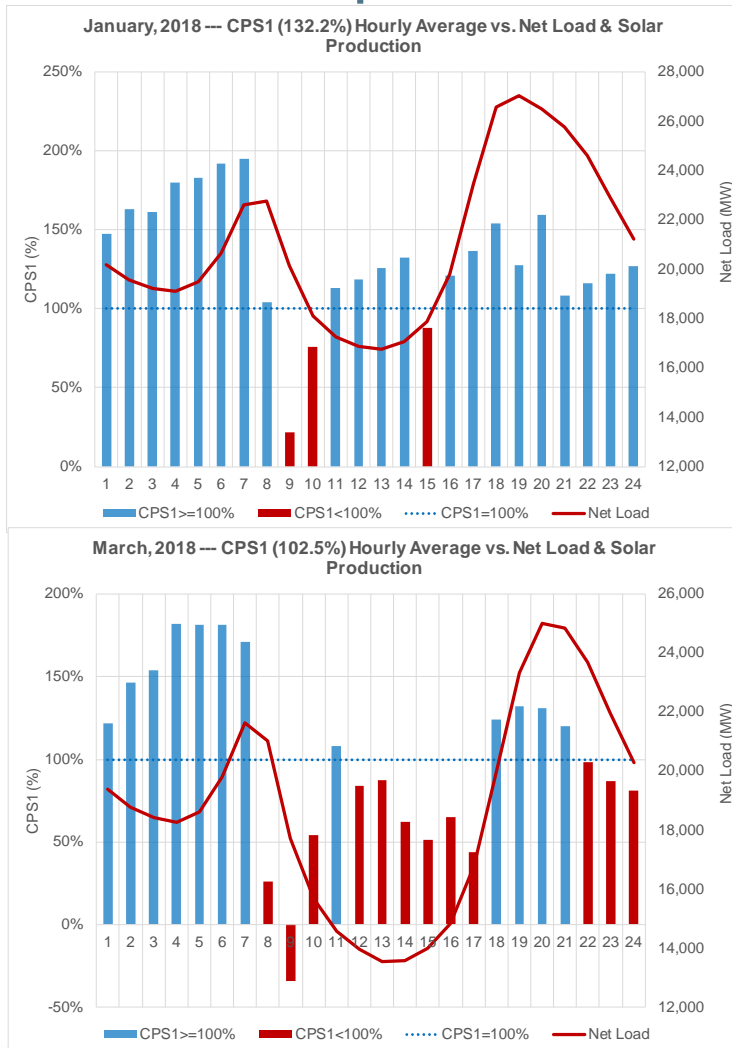 January, 2018 --- CPS1 (132.2%) Hourly Average vs. Net Load & Solar
Production
250%
200%
150%
100%
50%
0%
CPS1 (%)
28,000
26,000
24,000
22,000
20,000
18,000
16,000
14,000
12,000
Net Load (MW)
1 2 3 4 5 6 7 8 9 10 11 12 13 14 15 16 17 18 19 20 21 22 23 24
CPS1>=100% CPS1<100% CPS1=100% Net Load
March, 2018 --- CPS1 (102.5%) Hourly Average vs. Net Load & Solar
Production
200%
150%
100%
50%
0%
-50%
CPS1 (%)
26,000
24,000
22,000
20,000
18,000
16,000
14,000
12,000
Net Load (MW)
1 2 3 4 5 6 7 8 9 10 11 12 13 14 15 16 17 18 19 20 21 22 23 24
CPS1>=100% CPS1<100% CPS1=100% Net Load